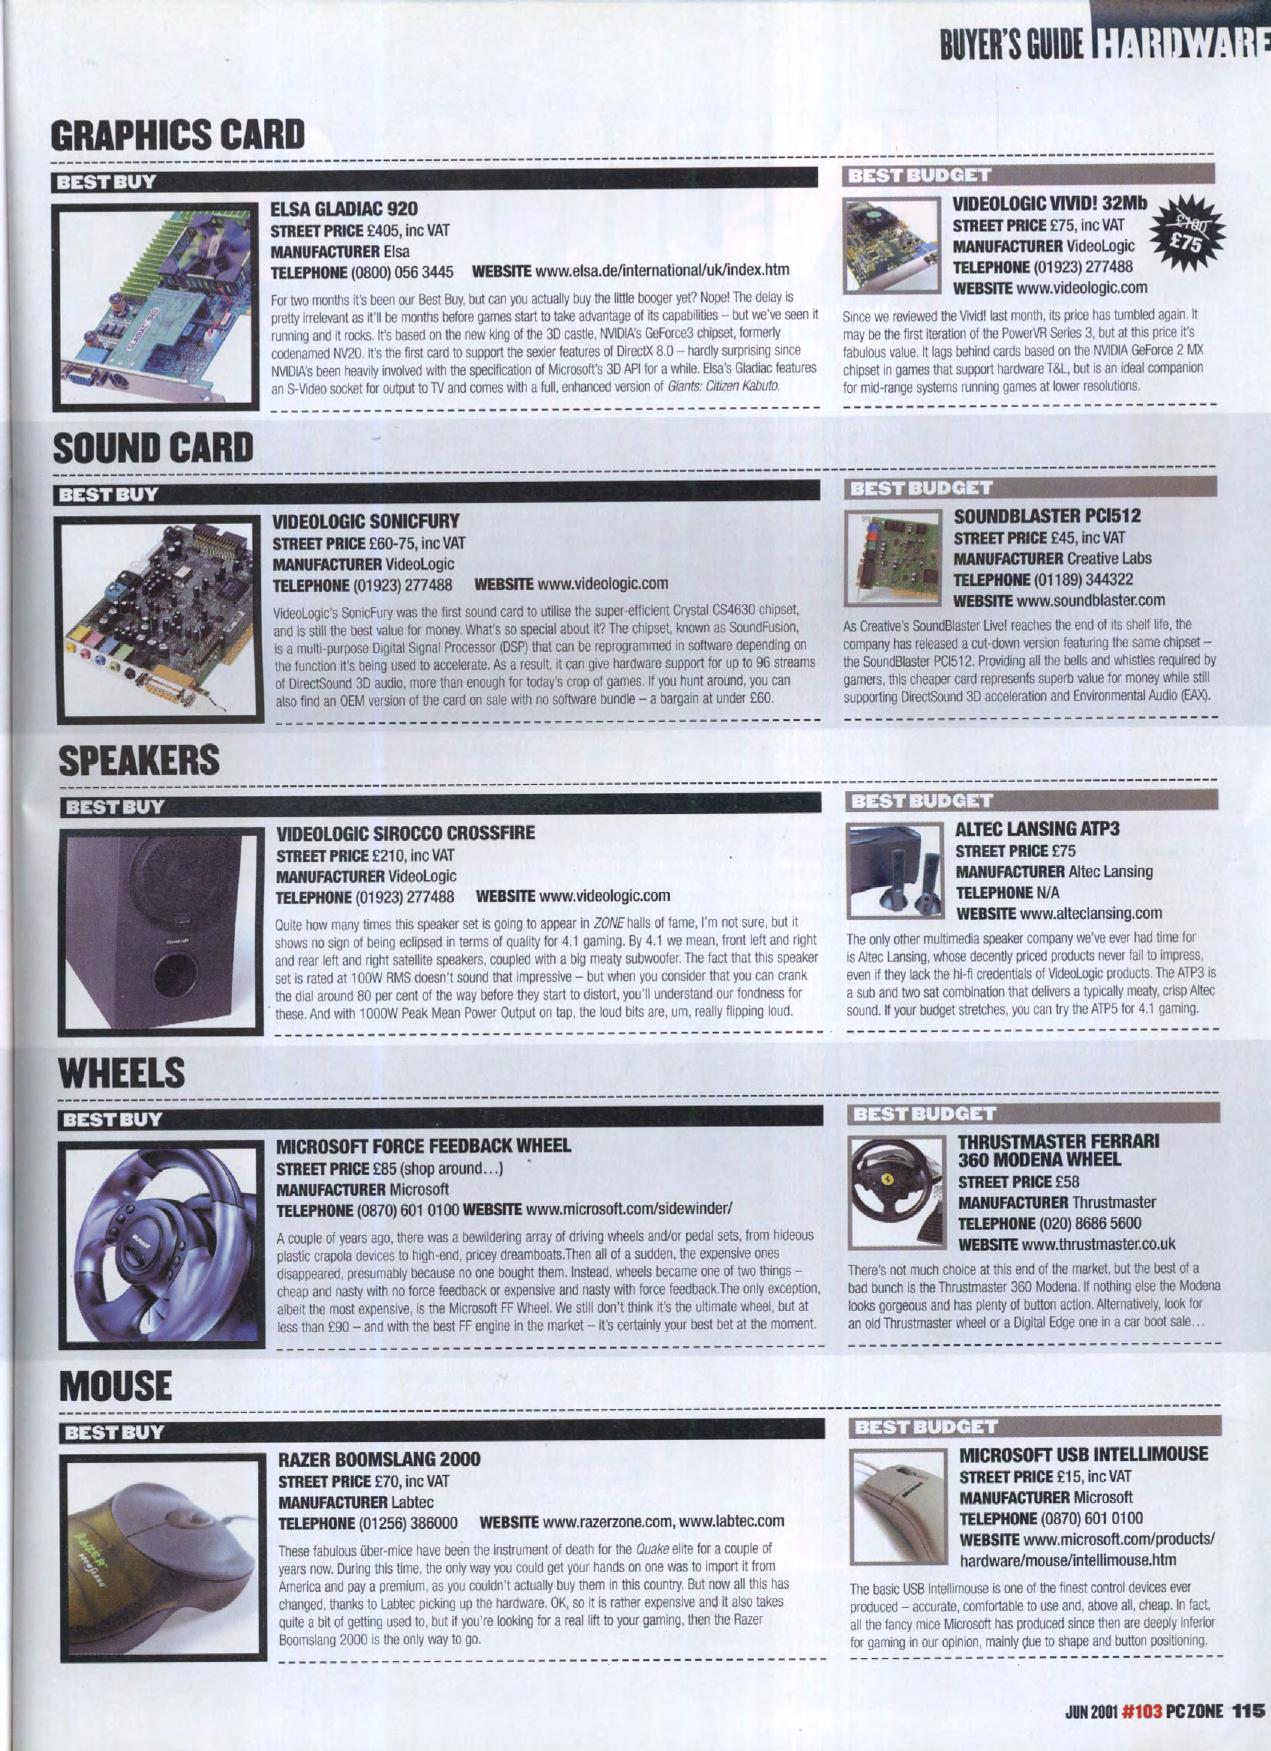 BUYER'S GUIDE HARDWARE
GRAPHICS CARD
BEST BUY
ELSA GLADIAC 920
STREET PRICE £405, inc VAT
MANUFACTURER Elsa
TELEPHONE (0800) 056 3445 WEBSITE www.elsa.de/international/uk/index.htm
For two months it's been our Best Buy, but can you actually buy the little booger yet? Nope! The delay is
pretty irrelevant as it'll be months before games start to take advantage of its capabilities – but we've seen it
running and it rocks. It's based on the new king of the 3D castle, NVIDIA's GeForce3 chipset, formerly
codenamed NV20. It's the first card to support the sexier features of DirectX 8.0 – hardly surprising since
NVIDIA's been heavily involved with the specification of Microsoft's 3D API for a while. Elsa's Gladiac features
an S-Video socket for output to TV and comes with a full, enhanced version of Giants: Citizen Kabuto.
BEST BUDGET
VIDEOLOGIC VIVID! 32Mb
STREET PRICE £75, inc VAT
MANUFACTURER VideoLogic
TELEPHONE (01923) 277488
WEBSITE www.videologic.com
£100
£75
Since we reviewed the Vivid! last month, its price has tumbled again. It
may be the first iteration of the PowerVR Series 3, but at this price it's
fabulous value. It lags behind cards based on the NVIDIA GeForce 2 MX
chipset in games that support hardware T&L, but is an ideal companion
for mid-range systems running games at lower resolutions.
SOUND CARD
BEST BUY
VIDEOLOGIC SONICFURY
STREET PRICE £60-75, inc VAT
MANUFACTURER VideoLogic
TELEPHONE (01923) 277488 WEBSITE www.videologic.com
VideoLogic's SonicFury was the first sound card to utilise the super-efficient Crystal CS4630 chipset,
and is still the best value for money. What's so special about it? The chipset, known as SoundFusion,
is a multi-purpose Digital Signal Processor (DSP) that can be reprogrammed in software depending on
the function it's being used to accelerate. As a result, it can give hardware support for up to 96 streams
of DirectSound 3D audio, more than enough for today's crop of games. If you hunt around, you can
also find an OEM version of the card on sale with no software bundle – a bargain at under £60.
BEST BUDGET
SOUNDBLASTER PCI512
STREET PRICE £45, inc VAT
MANUFACTURER Creative Labs
TELEPHONE (01189) 344322
WEBSITE www.soundblaster.com
As Creative's SoundBlaster Live! reaches the end of its shelf life, the
company has released a cut-down version featuring the same chipset –
the SoundBlaster PCI512. Providing all the bells and whistles required by
gamers, this cheaper card represents superb value for money while still
supporting DirectSound 3D acceleration and Environmental Audio (EAX).
SPEAKERS
BEST BUY
VIDEOLOGIC SIROCCO CROSSFIRE
STREET PRICE £210, inc VAT
MANUFACTURER VideoLogic
TELEPHONE (01923) 277488 WEBSITE www.videologic.com
Quite how many times this speaker set is going to appear in ZONE halls of fame, I'm not sure, but it
shows no sign of being eclipsed in terms of quality for 4.1 gaming. By 4.1 we mean, front left and right
and rear left and right satellite speakers, coupled with a big meaty subwoofer. The fact that this speaker
set is rated at 100W RMS doesn't sound that impressive – but when you consider that you can crank
the dial around 80 per cent of the way before they start to distort, you'll understand our fondness for
these. And with 1000W Peak Mean Power Output on tap, the loud bits are, um, really flipping loud.
BEST BUDGET
ALTEC LANSING ATP3
STREET PRICE £75
MANUFACTURER Altec Lansing
TELEPHONE N/A
WEBSITE www.alteclansing.com
The only other multimedia speaker company we've ever had time for
is Altec Lansing, whose decently priced products never fail to impress,
even if they lack the hi-fi credentials of VideoLogic products. The ATP3 is
a sub and two sat combination that delivers a typically meaty, crisp Altec
sound. If your budget stretches, you can try the ATP5 for 4.1 gaming.
WHEELS
BEST BUY
MICROSOFT FORCE FEEDBACK WHEEL
STREET PRICE £85 (shop around...)
MANUFACTURER Microsoft
TELEPHONE (0870) 601 0100 WEBSITE www.microsoft.com/sidewinder/
A couple of years ago, there was a bewildering array of driving wheels and/or pedal sets, from hideous
plastic crapola devices to high-end, pricey dreamboats.Then all of a sudden, the expensive ones
disappeared, presumably because no one bought them. Instead, wheels became one of two things –
cheap and nasty with no force feedback or expensive and nasty with force feedback.The only exception,
albeit the most expensive, is the Microsoft FF Wheel. We still don't think it's the ultimate wheel, but at
less than £90 – and with the best FF engine in the market – it's certainly your best bet at the moment.
BEST BUDGET
THRUSTMASTER FERRARI
360 MODENA WHEEL
STREET PRICE £58
MANUFACTURER Thrustmaster
TELEPHONE (020) 8686 5600
WEBSITE www.thrustmaster.co.uk
There's not much choice at this end of the market, but the best of a
bad bunch is the Thrustmaster 360 Modena. If nothing else the Modena
looks gorgeous and has plenty of button action. Alternatively, look for
an old Thrustmaster wheel or a Digital Edge one in a car boot sale...
MOUSE
BEST BUY
RAZER
BOOMSLANG
RAZER BOOMSLANG 2000
STREET PRICE £70, inc VAT
MANUFACTURER Labtec
TELEPHONE (01256) 386000 WEBSITE www.razerzone.com, www.labtec.com
These fabulous über-mice have been the instrument of death for the Quake elite for a couple of
years now. During this time, the only way you could get your hands on one was to import it from
America and pay a premium, as you couldn't actually buy them in this country. But now all this has
changed, thanks to Labtec picking up the hardware. OK, so it is rather expensive and it also takes
quite a bit of getting used to, but if you're looking for a real lift to your gaming, then the Razer
Boomslang 2000 is the only way to go.
BEST BUDGET
MICROSOFT USB INTELLIMOUSE
STREET PRICE £15, inc VAT
MANUFACTURER Microsoft
TELEPHONE (0870) 601 0100
WEBSITE www.microsoft.com/products/
hardware/mouse/intellimouse.htm
The basic USB Intellimouse is one of the finest control devices ever
produced – accurate, comfortable to use and, above all, cheap. In fact,
all the fancy mice Microsoft has produced since then are deeply inferior
for gaming in our opinion, mainly due to shape and button positioning.
JUN 2001 #103 PC ZONE 115